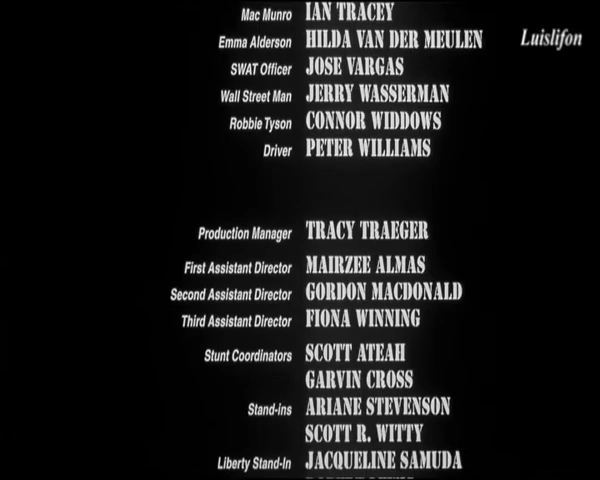 Mac Munro IAN TRACEY
Emma Alderson HILDA VAN DER MEULEN
Luislifon
SWAT Officer JOSE VARGAS
Wall Street Man JERRY WASSERMAN
Robbie Tyson CONNOR WIDDOWS
Driver PETER WILLIAMS
Production Manager TRACY TRAEGER
First Assistant Director MAIRZEE ALMAS
Second Assistant Director GORDON MACDONALD
Third Assistant Director FIONA WINNING
Stunt Coordinators SCOTT ATEAH
GARVIN CROSS
Stand-ins ARIANE STEVENSON
SCOTT R. WITTY
Liberty Stand-In JACQUELINE SAMUDA